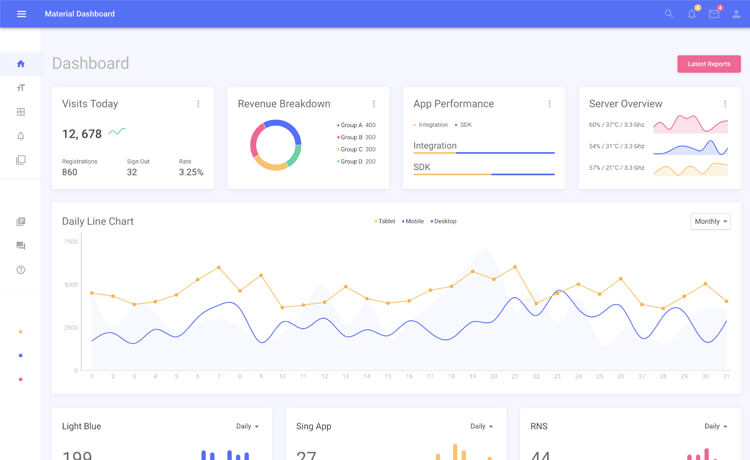 Material Dashboard
4
4
Dashboard
Latest Reports
Visits Today
12, 678
Registrations Sign Out Rate
860 32 3.25%
Revenue Breakdown
Group A 400
Group B 300
Group C 300
Group D 200
App Performance
Integration SDK
Integration
SDK
Server Overview
60% / 37°C / 3.3 Ghz
54% / 31°C / 3.3 Ghz
57% / 21°C / 3.3 Ghz
Daily Line Chart
Tablet Mobile Desktop
Monthly
7500
5000
2500
0
1 2 3 4 5 6 7 8 9 10 11 12 13 14 15 16 17 18 19 20 21 22 23 24 25 26 27 28 29 30 31
Light Blue Daily
199
Sing App Daily
27
RNS Daily
44